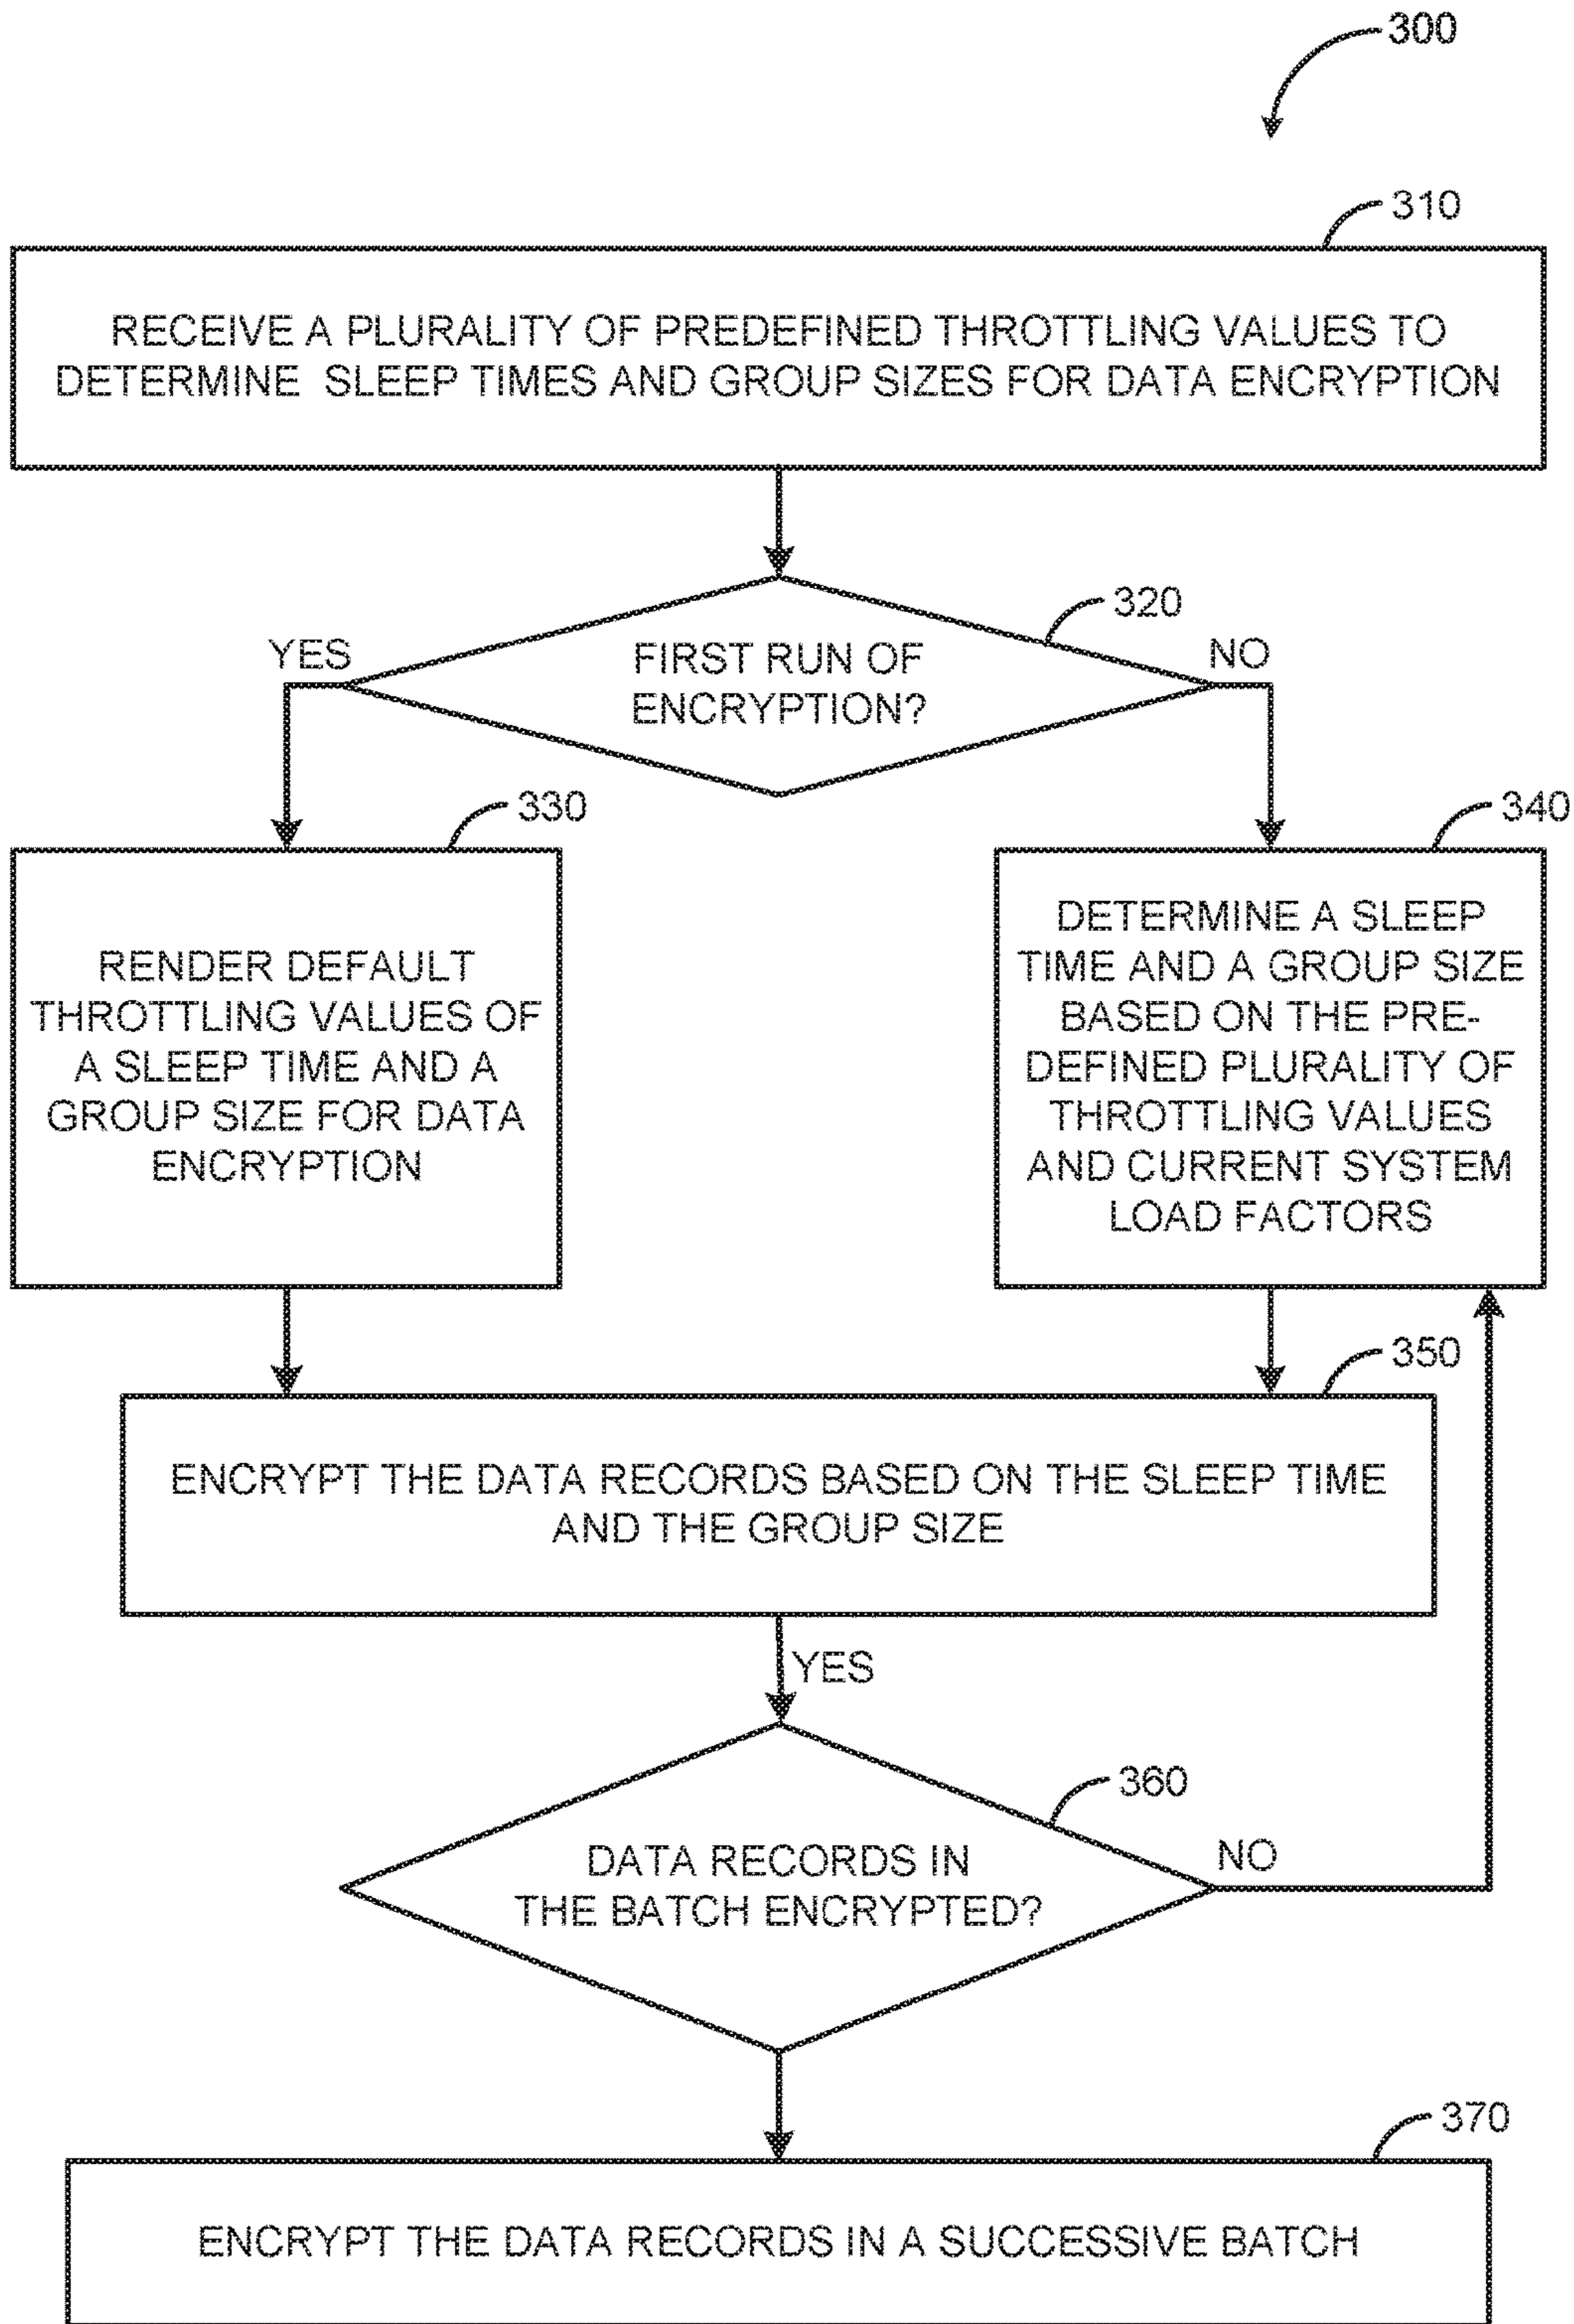 300
310
RECEIVE A PLURALITY OF PREDEFINED THROTTLING VALUES TO
DETERMINE SLEEP TIMES AND GROUP SIZES FOR DATA ENCRYPTION
320
YES
NO
FIRST RUN OF
ENCRYPTION?
330
340
RENDER DEFAULT
THROTTLING VALUES OF
A SLEEP TIME AND A
GROUP SIZE FOR DATA
ENCRYPTION
DETERMINE A SLEEP
TIME AND A GROUP SIZE
BASED ON THE PRE-
DEFINED PLURALITY OF
THROTTLING VALUES
AND CURRENT SYSTEM
LOAD FACTORS
350
ENCRYPT THE DATA RECORDS BASED ON THE SLEEP TIME
AND THE GROUP SIZE
YES
360
DATA RECORDS IN
THE BATCH ENCRYPTED?
NO
370
ENCRYPT THE DATA RECORDS IN A SUCCESSIVE BATCH